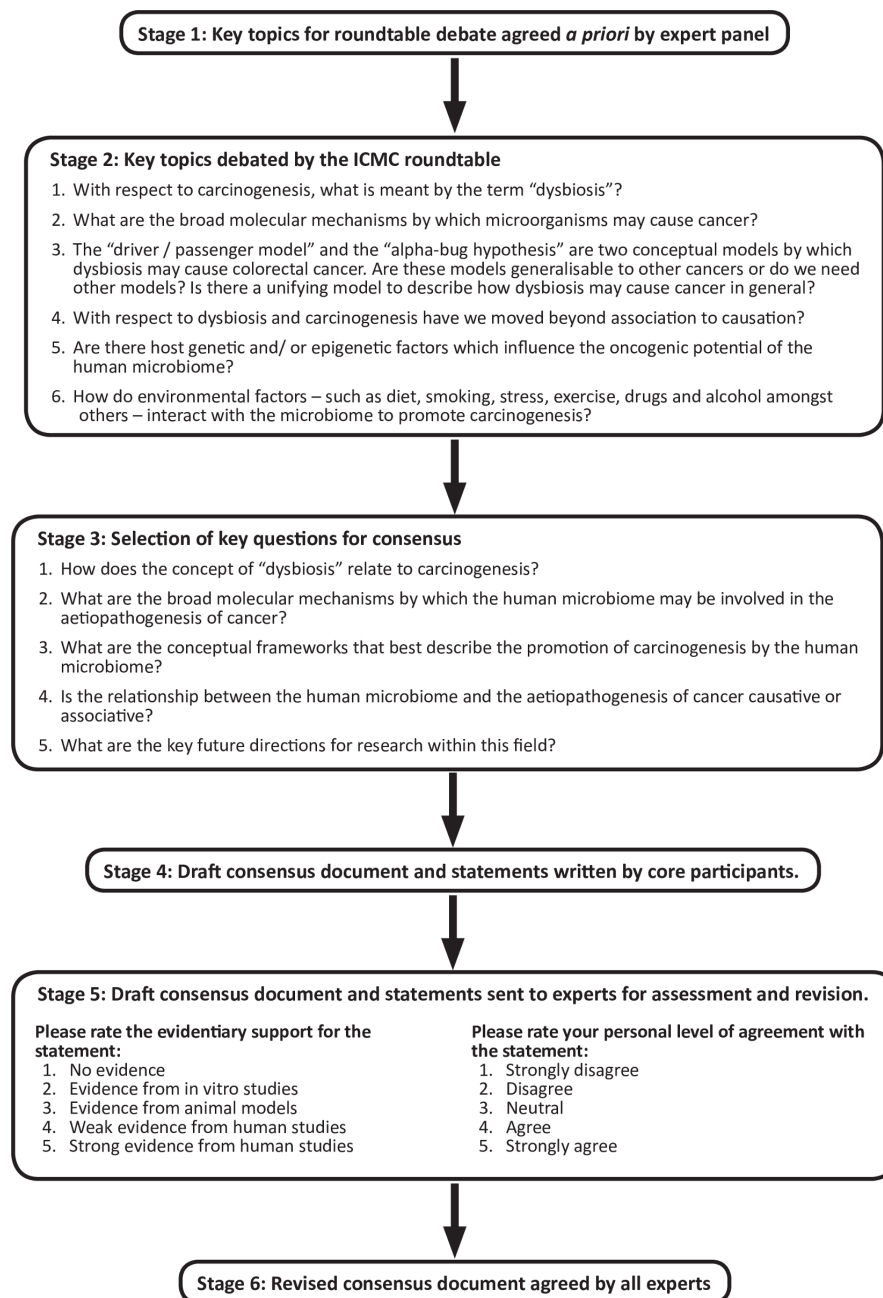 Stage 1: Key topics for roundtable debate agreed a priori by expert panel
Stage 2: Key topics debated by the ICMC roundtable
1. With respect to carcinogenesis, what is meant by the term “dysbiosis”?
2. What are the broad molecular mechanisms by which microorganisms may cause cancer?
3. The “driver / passenger model” and the “alpha-bug hypothesis” are two conceptual models by which
dysbiosis may cause colorectal cancer. Are these models generalisable to other cancers or do we need
other models? Is there a unifying model to describe how dysbiosis may cause cancer in general?
4. With respect to dysbiosis and carcinogenesis have we moved beyond association to causation?
5. Are there host genetic and/ or epigenetic factors which influence the oncogenic potential of the
human microbiome?
6. How do environmental factors – such as diet, smoking, stress, exercise, drugs and alcohol amongst
others – interact with the microbiome to promote carcinogenesis?
Stage 3: Selection of key questions for consensus
1. How does the concept of “dysbiosis” relate to carcinogenesis?
2. What are the broad molecular mechanisms by which the human microbiome may be involved in the
aetiopathogenesis of cancer?
3. What are the conceptual frameworks that best describe the promotion of carcinogenesis by the human
microbiome?
4. Is the relationship between the human microbiome and the aetiopathogenesis of cancer causative or
associative?
5. What are the key future directions for research within this field?
Stage 4: Draft consensus document and statements written by core participants.
Stage 5: Draft consensus document and statements sent to experts for assessment and revision.
Please rate the evidentiary support for the
statement:
1. No evidence
2. Evidence from in vitro studies
3. Evidence from animal models
4. Weak evidence from human studies
5. Strong evidence from human studies
Please rate your personal level of agreement with
the statement:
1. Strongly disagree
2. Disagree
3. Neutral
4. Agree
5. Strongly agree
Stage 6: Revised consensus document agreed by all experts